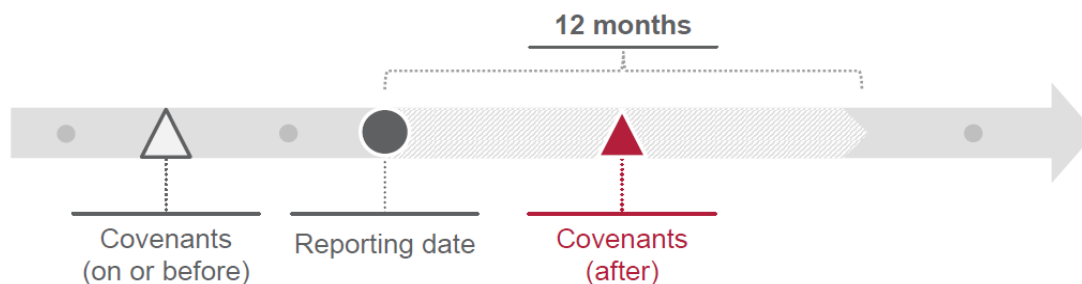 12 months
Covenants
(on or before)
Reporting date
Covenants
(after)